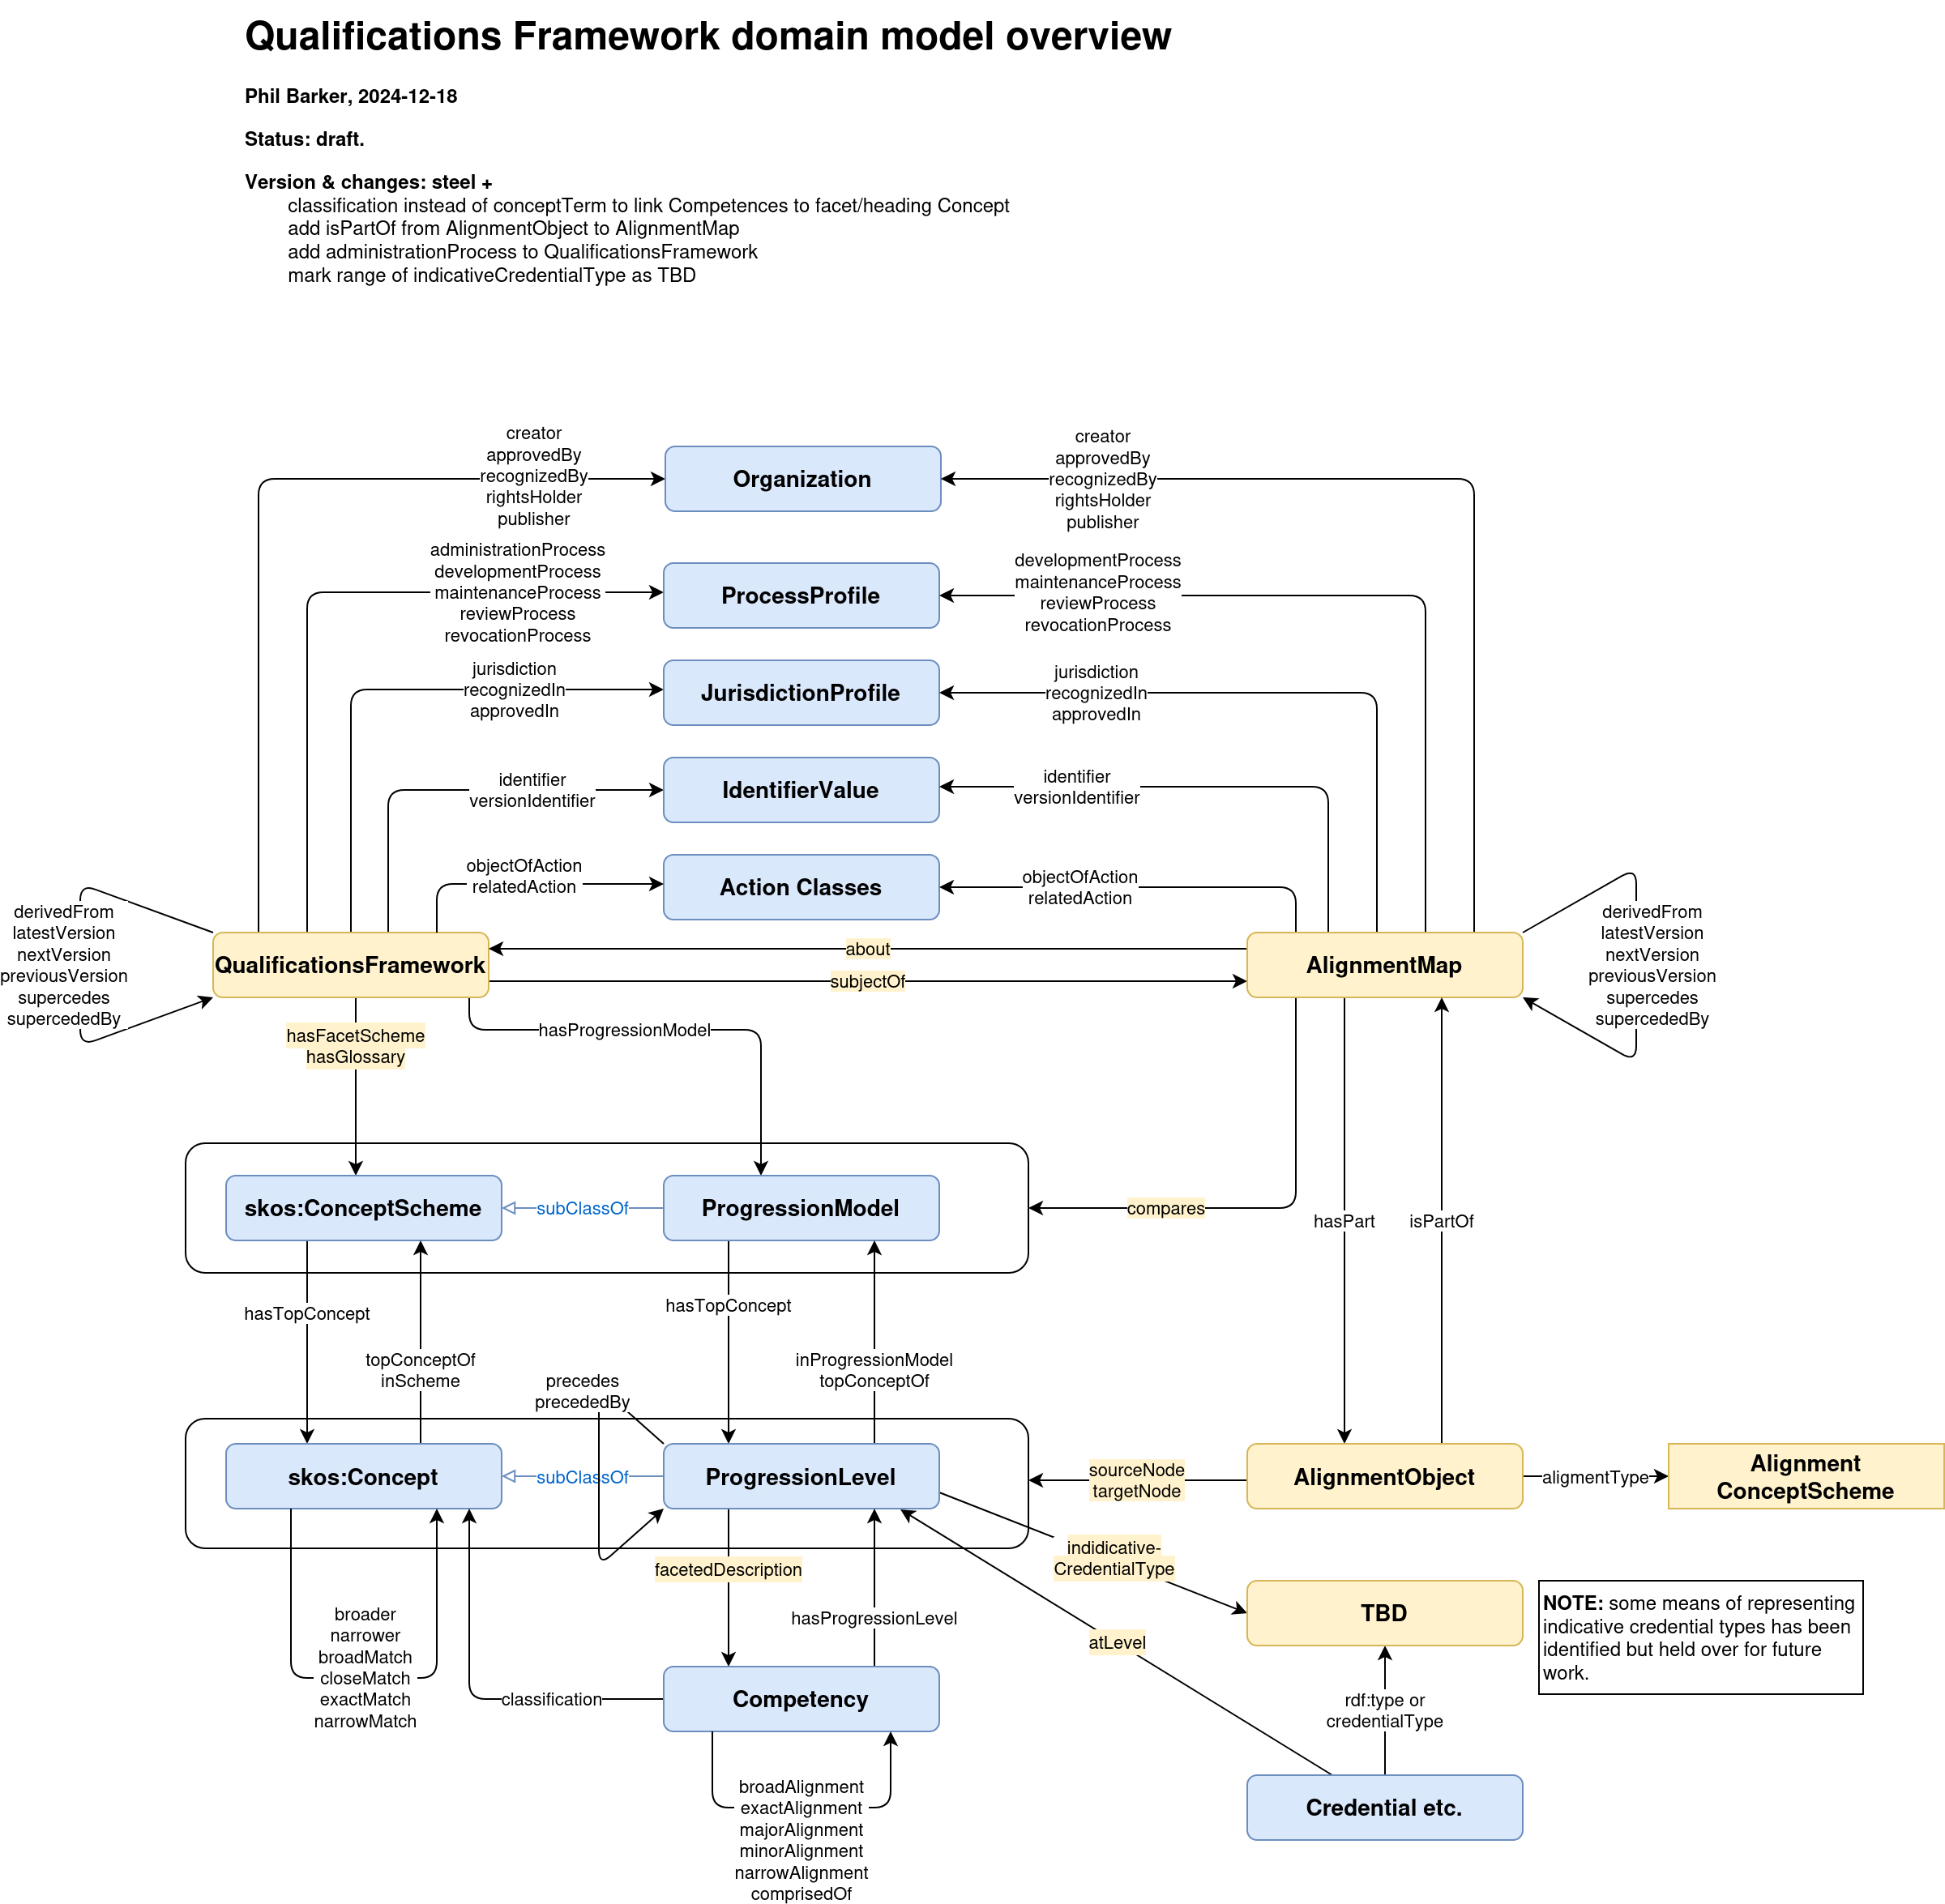 Qualifications Framework domain model overview
Phil Barker, 2024-12-18
Status: draft.
Version & changes: steel +
classification instead of conceptTerm to link Competences to facet/heading Concept
add isPartOf from AlignmentObject to AlignmentMap
add administrationProcess to QualificationsFramework
mark range of indicativeCredentialType as TBD
creator
approvedBy
recognizedBy
rightsHolder
publisher
Organization
creator
approvedBy
recognizedBy
rightsHolder
publisher
administrationProcess
developmentProcess
maintenanceProcess
reviewProcess
revocationProcess
ProcessProfile
developmentProcess
maintenanceProcess
reviewProcess
revocationProcess
jurisdiction
recognizedIn
approvedIn
JurisdictionProfile
jurisdiction
recognizedIn
approvedIn
identifier
versionIdentifier
IdentifierValue
identifier
versionIdentifier
objectOfAction
relatedAction
Action Classes
objectOfAction
relatedAction
derivedFrom
latestVersion
nextVersion
previousVersion
supercedes
supercededBy
QualificationsFramework
about
subjectOf
AlignmentMap
derivedFrom
latestVersion
nextVersion
previousVersion
supercedes
supercededBy
hasFacetScheme
hasGlossary
hasProgressionModel
skos:ConceptScheme
subClassOf
ProgressionModel
compares
hasPart
isPartOf
hasTopConcept
topConceptOf
inScheme
hasTopConcept
inProgressionModel
topConceptOf
precedes
precededBy
skos:Concept
subClassOf
ProgressionLevel
sourceNode
targetNode
AlignmentObject
aligmentType
Alignment
ConceptScheme
facetedDescription
hasProgressionLevel
indidicative-
CredentialType
atLevel
TBD
NOTE: some means of representing
indicative credential types has been
identified but held over for future
work.
broader
narrower
broadMatch
closeMatch
exactMatch
narrowMatch
classification
Competency
rdf:type or
credentialType
broadAlignment
exactAlignment
majorAlignment
minorAlignment
narrowAlignment
comprisedOf
Credential etc.